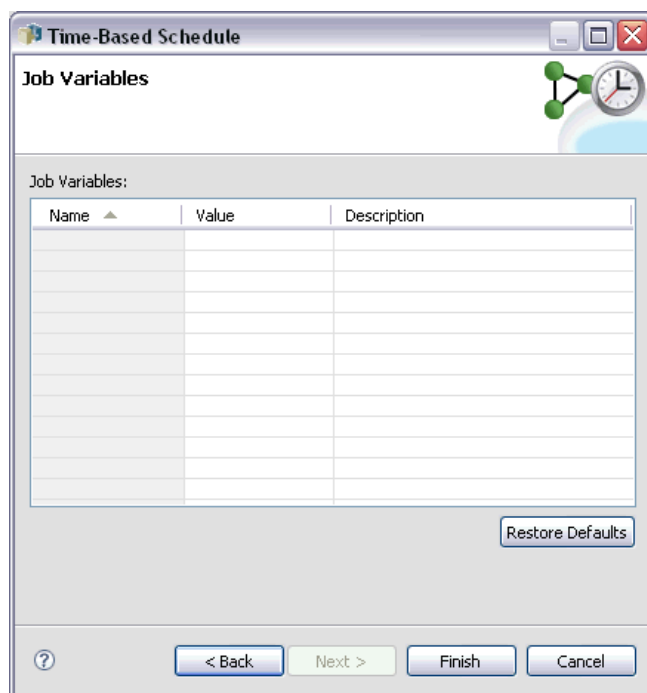 Time-Based Schedule
Job Variables
Job Variables:
Name Value Description
Restore Defaults
? < Back Next > Finish Cancel